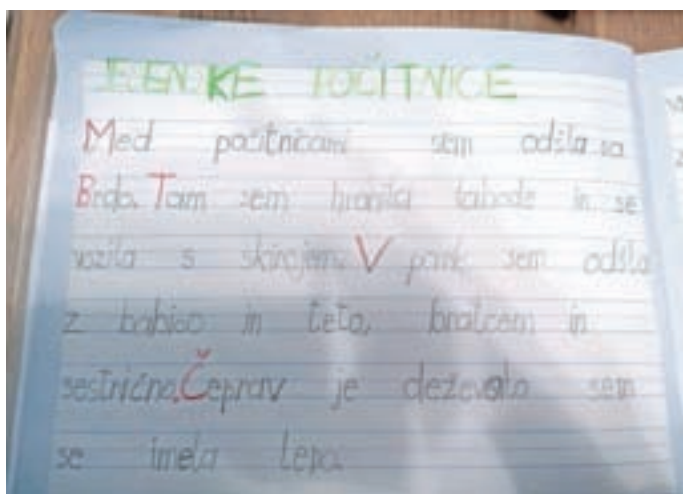 JESENSKE POČITNICE
Med počitnicami sem odšla na
Brdo. Tam sem hranila labode in se
vozila s skirojem. V park sem odšla
z babico in teto, bratcem in
sestrično. Čeprav je deževalo sem
se imela lepo.